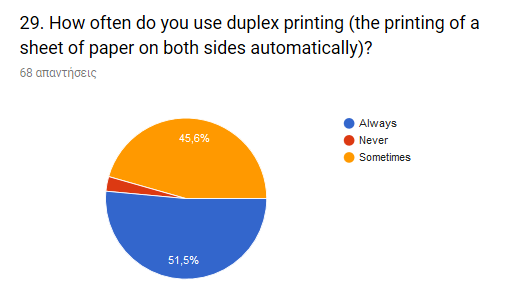 29. How often do you use duplex printing (the printing of a
sheet of paper on both sides automatically)?
68 απαντήσεις
Always
Never
Sometimes
45,6%
51,5%